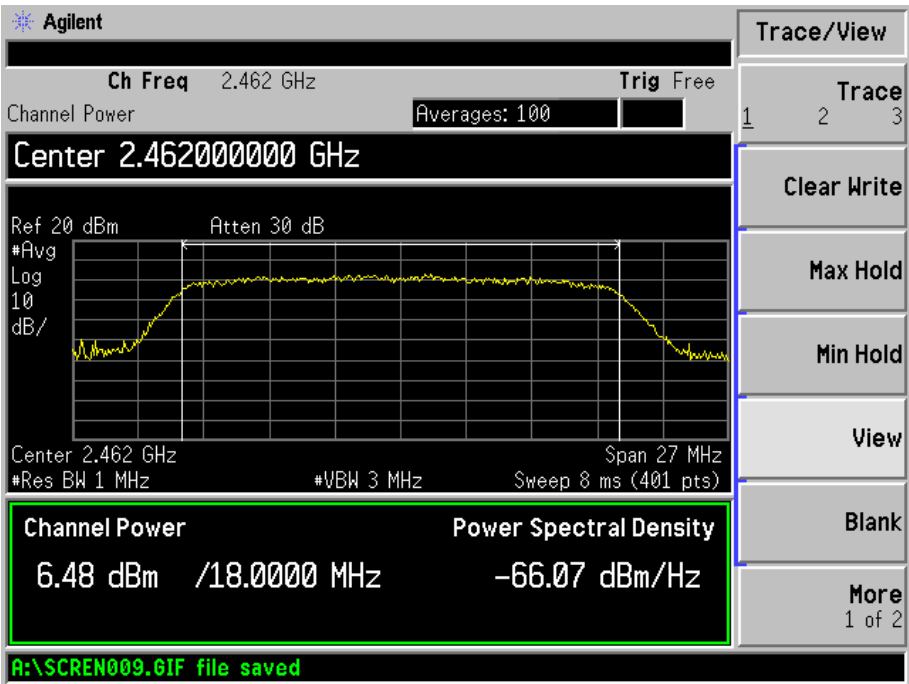 Agilent
Ch Freq 2.462 GHz Trig Free
Channel Power Averages: 100
Center 2.462000000 GHz
Ref 20 dBm Atten 30 dB
#Avg
Log
10
dB/
Center 2.462 GHz Span 27 MHz
#Res BW 1 MHz #VBW 3 MHz Sweep 8 ms (401 pts)
Channel Power Power Spectral Density
6.48 dBm /18.0000 MHz -66.07 dBm/Hz
A:\SCREN009.GIF file saved
Trace/View
Trace
1 2 3
Clear Write
Max Hold
Min Hold
View
Blank
More
1 of 2